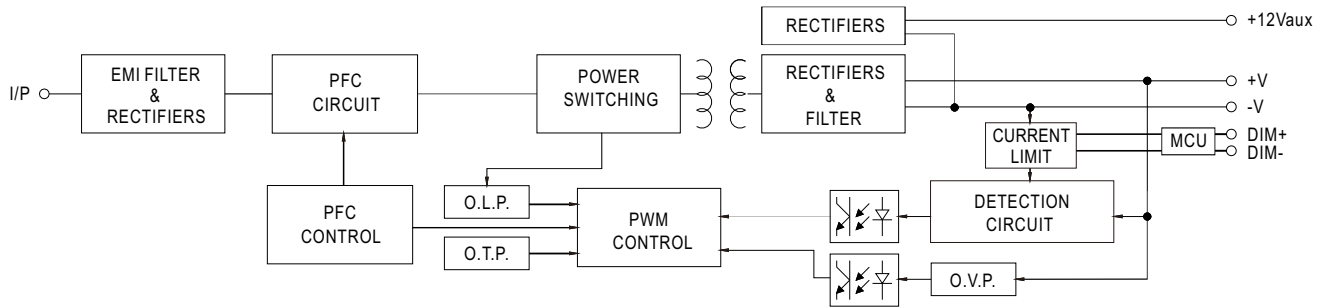 RECTIFIERS
+12Vaux
I/P
EMI FILTER
&
RECTIFIERS
PFC
CIRCUIT
POWER
SWITCHING
RECTIFIERS
&
FILTER
+V
-V
CURRENT
LIMIT
MCU
DIM+
DIM-
PFC
CONTROL
O.L.P.
O.T.P.
PWM
CONTROL
DETECTION
CIRCUIT
O.V.P.